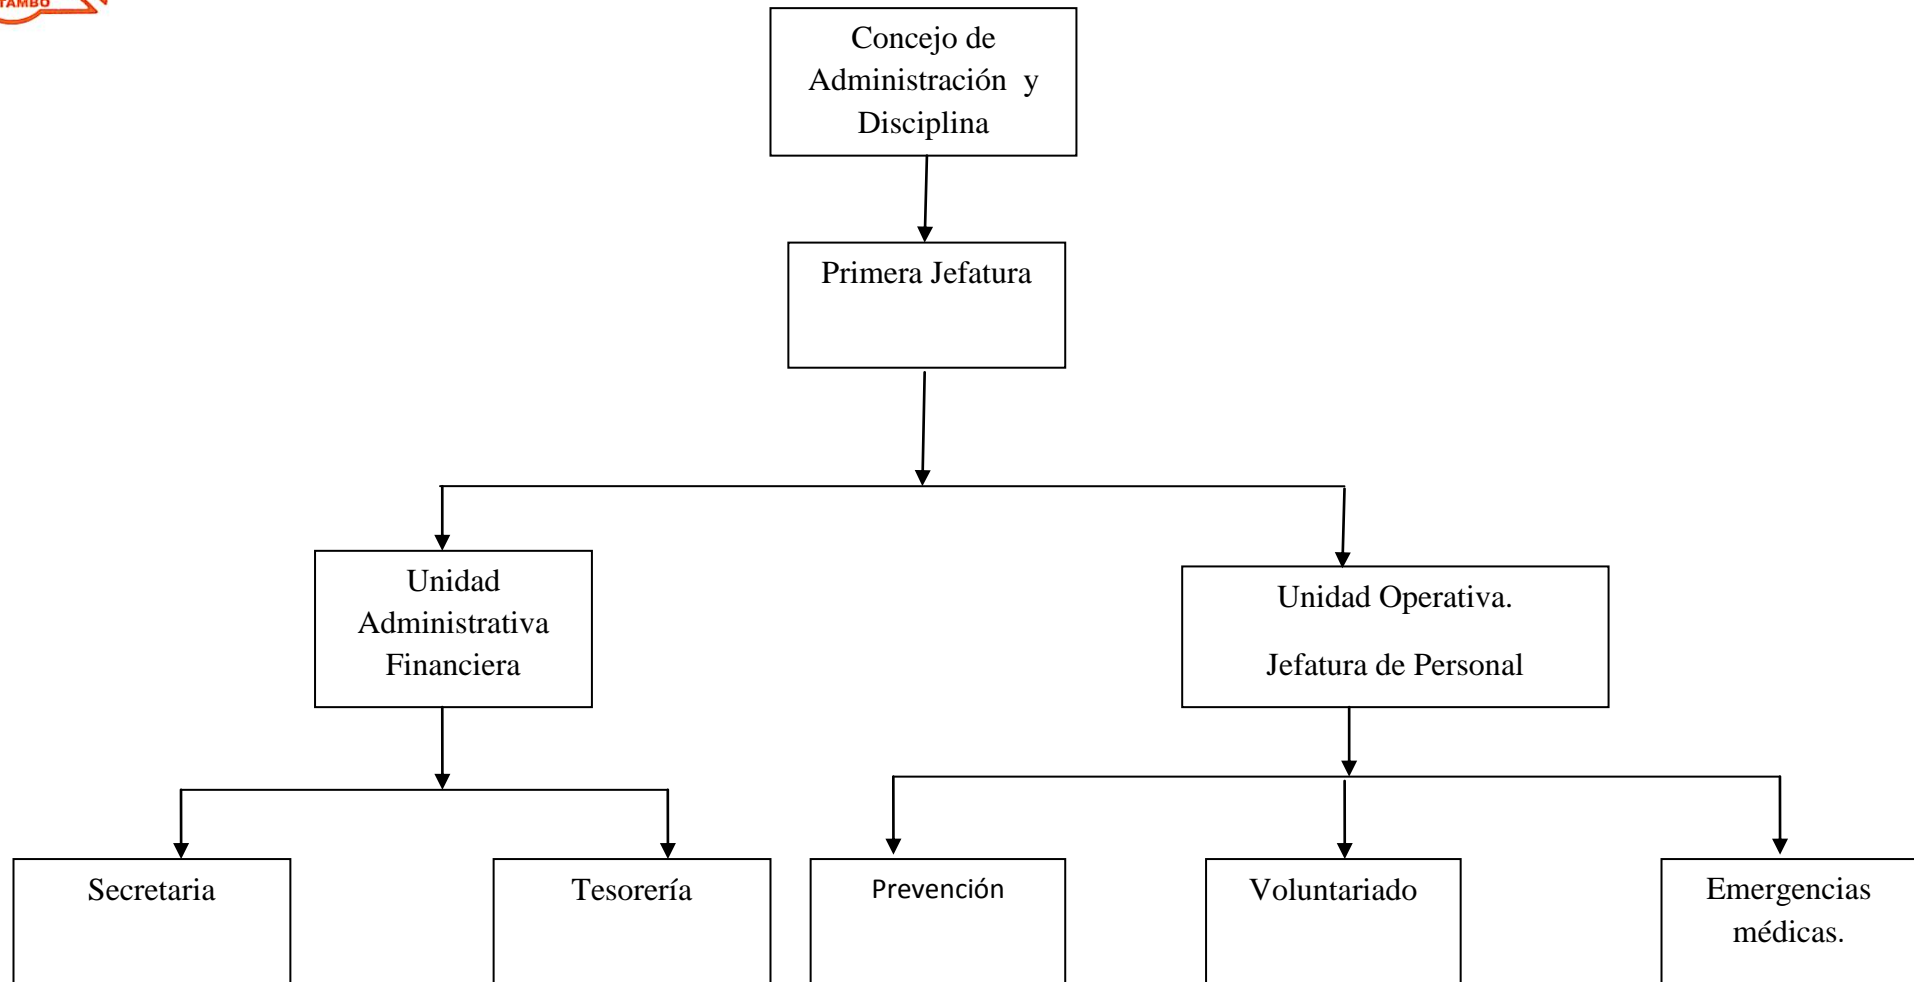 TAMBO
Concejo de
Administración y
Disciplina
Primera Jefatura
Unidad
Administrativa
Financiera
Unidad Operativa.
Jefatura de Personal
Secretaria
Tesorería
Prevención
Voluntariado
Emergencias
médicas.